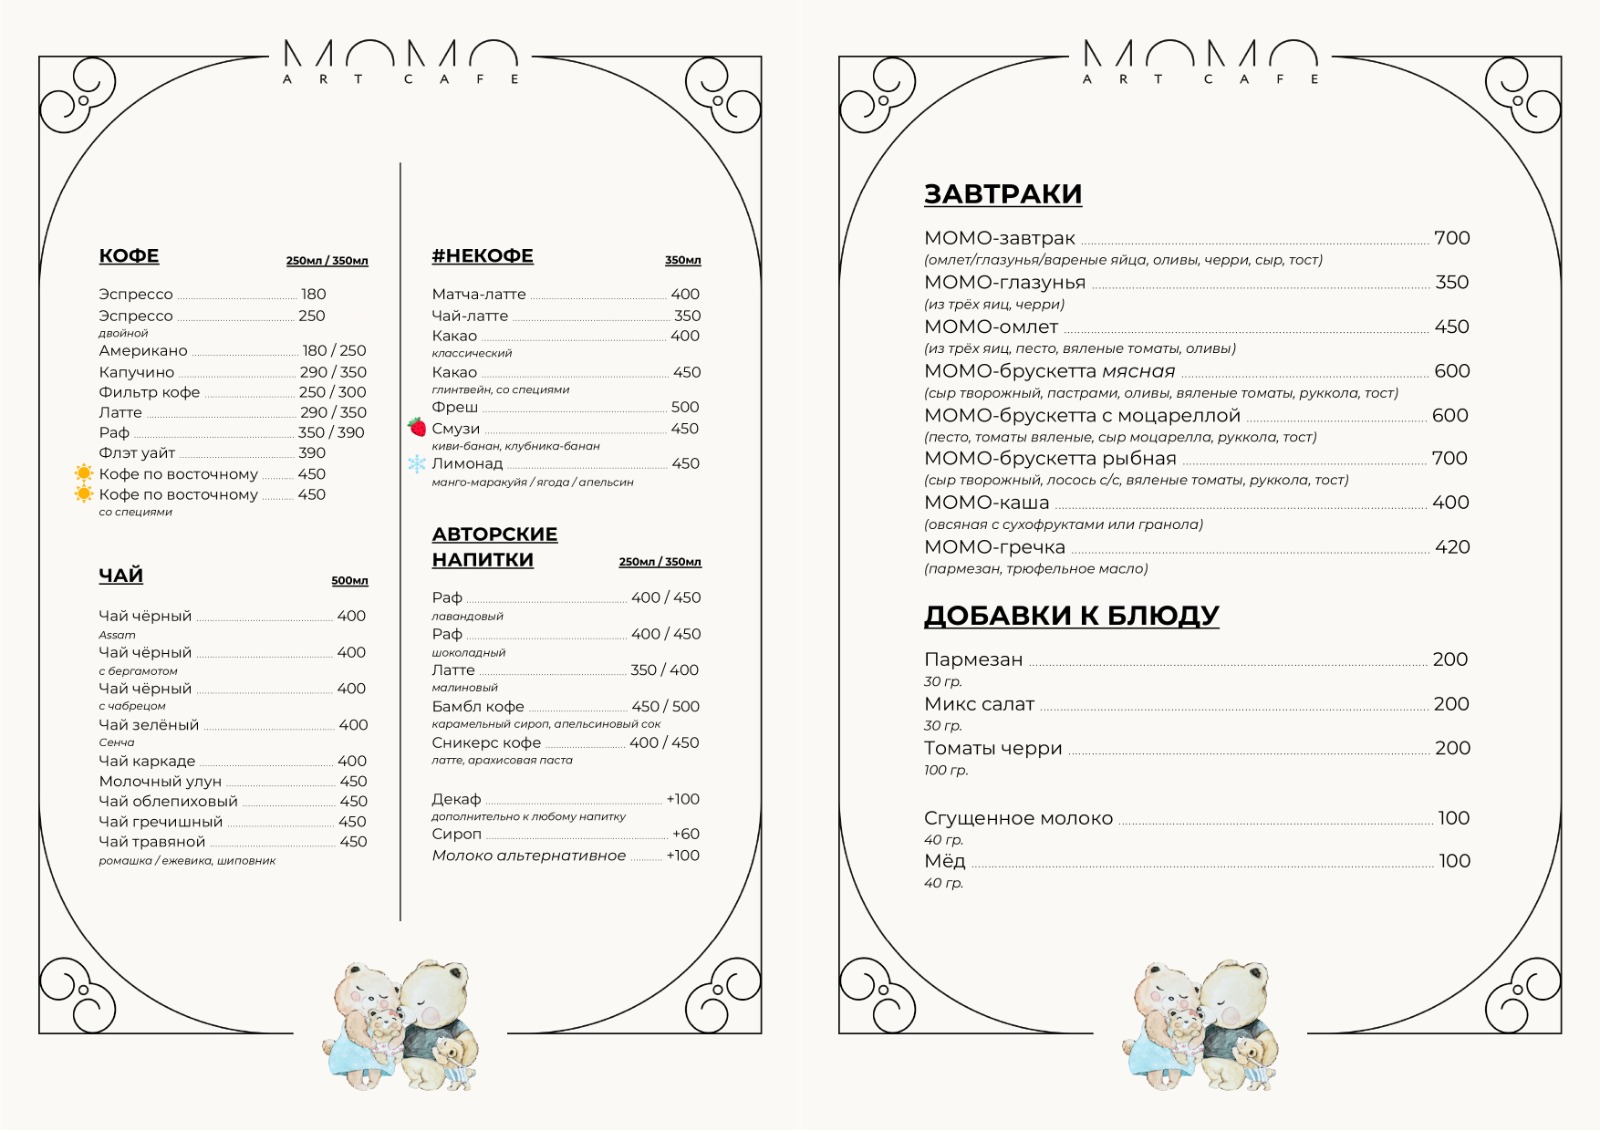 MOMO
ART CAFE
КОФЕ 250мл / 350мл
Эспрессо 180
Эспрессо 250
двойной
Американо 180 / 250
Капучино 290 / 350
Фильтр кофе 250 / 300
Латте 290 / 350
Раф 350 / 390
Флэт уайт 390
Кофе по восточному 450
Кофе по восточному 450
со специями
ЧАЙ 500мл
Чай чёрный 400
Assam
Чай чёрный 400
с бергамотом
Чай чёрный 400
с чабрецом
Чай зелёный 400
Сенча
Чай каркаде 400
Молочный улун 450
Чай облепиховый 450
Чай гречишный 450
Чай травяной 450
ромашка / ежевика, шиповник
#НЕКОФЕ 350мл
Матча-латте 400
Чай-латте 350
Какао 400
классический
Какао 450
глинтвейн, со специями
Фреш 500
Смузи 450
киви-банан, клубника-банан
Лимонад 450
манго-маракуйя / ягода / апельсин
АВТОРСКИЕ
НАПИТКИ 250мл / 350мл
Раф 400 / 450
лавандовый
Раф 400 / 450
шоколадный
Латте 350 / 400
малиновый
Бамбл кофе 450 / 500
карамельный сироп, апельсиновый сок
Сникерс кофе 400 / 450
латте, арахисовая паста
Декаф +100
дополнительно к любому напитку
Сироп +60
Молоко альтернативное +100
MOMO
ART CAFE
ЗАВТРАКИ
МОМО-завтрак 700
(омлет/глазунья/вареные яйца, оливы, черри, сыр, тост)
МОМО-глазунья 350
(из трёх яиц, черри)
МОМО-омлет 450
(из трёх яиц, песто, вяленые томаты, оливы)
МОМО-брускетта мясная 600
(сыр творожный, пастрами, оливы, вяленые томаты, руккола, тост)
МОМО-брускетта с моцареллой 600
(песто, томаты вяленые, сыр моцарелла, руккола, тост)
МОМО-брускетта рыбная 700
(сыр творожный, лосось с/с, вяленые томаты, руккола, тост)
МОМО-каша 400
(овсяная с сухофруктами или гранола)
МОМО-гречка 420
(пармезан, трюфельное масло)
ДОБАВКИ К БЛЮДУ
Пармезан 200
30 гр.
Микс салат 200
30 гр.
Томаты черри 200
100 гр.
Сгущенное молоко 100
40 гр.
Мёд 100
40 гр.